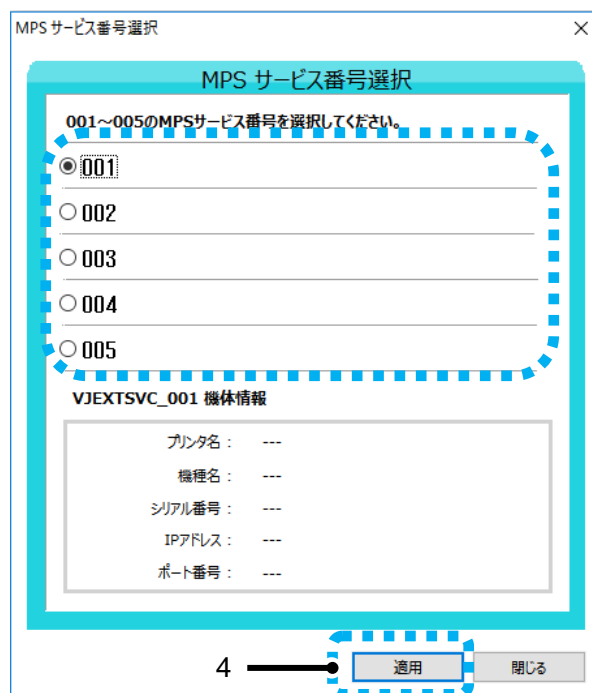 MPS サービス番号選択
MPS サービス番号選択
001～005のMPSサービス番号を選択してください。
001
002
003
004
005
VJEXTSVC_001 機体情報
プリンタ名： ---
機種名： ---
シリアル番号： ---
IPアドレス： ---
ポート番号： ---
4 適用 閉じる